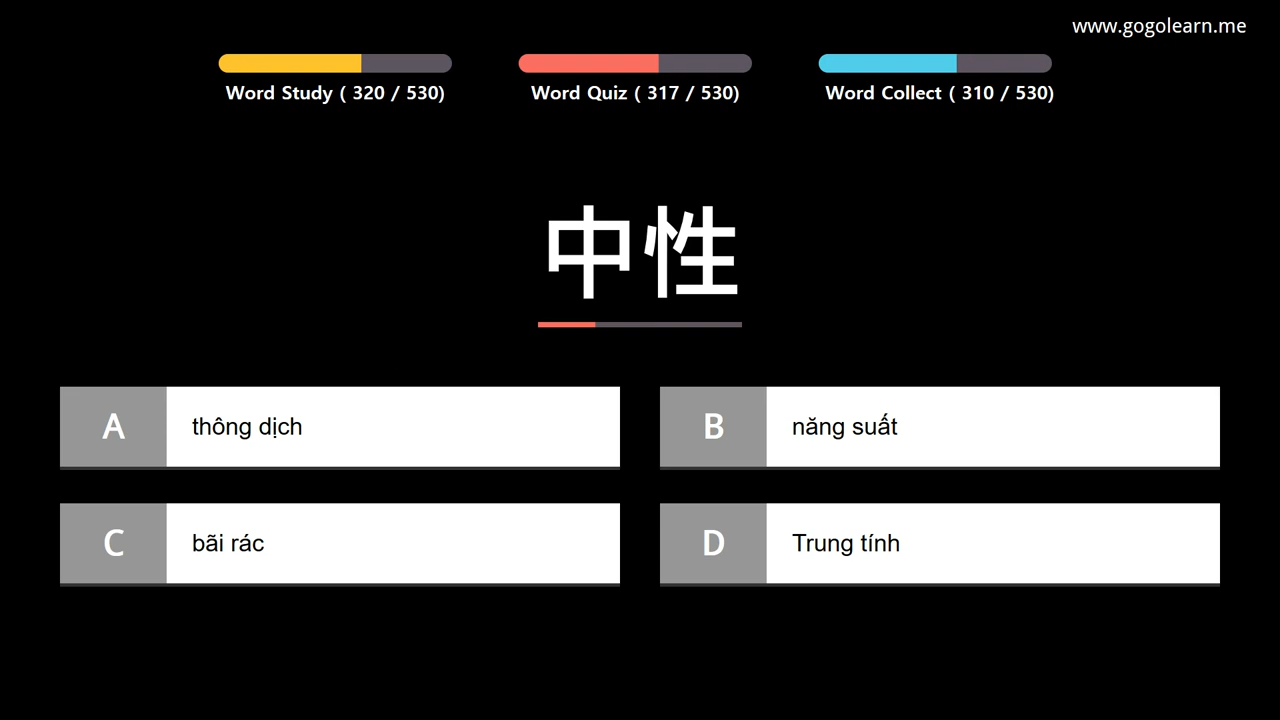 www.gogolearn.me
Word Study ( 320 / 530)
Word Quiz ( 317 / 530)
Word Collect ( 310 / 530)
中性
A
thông dịch
B
năng suất
C
bãi rác
D
Trung tính